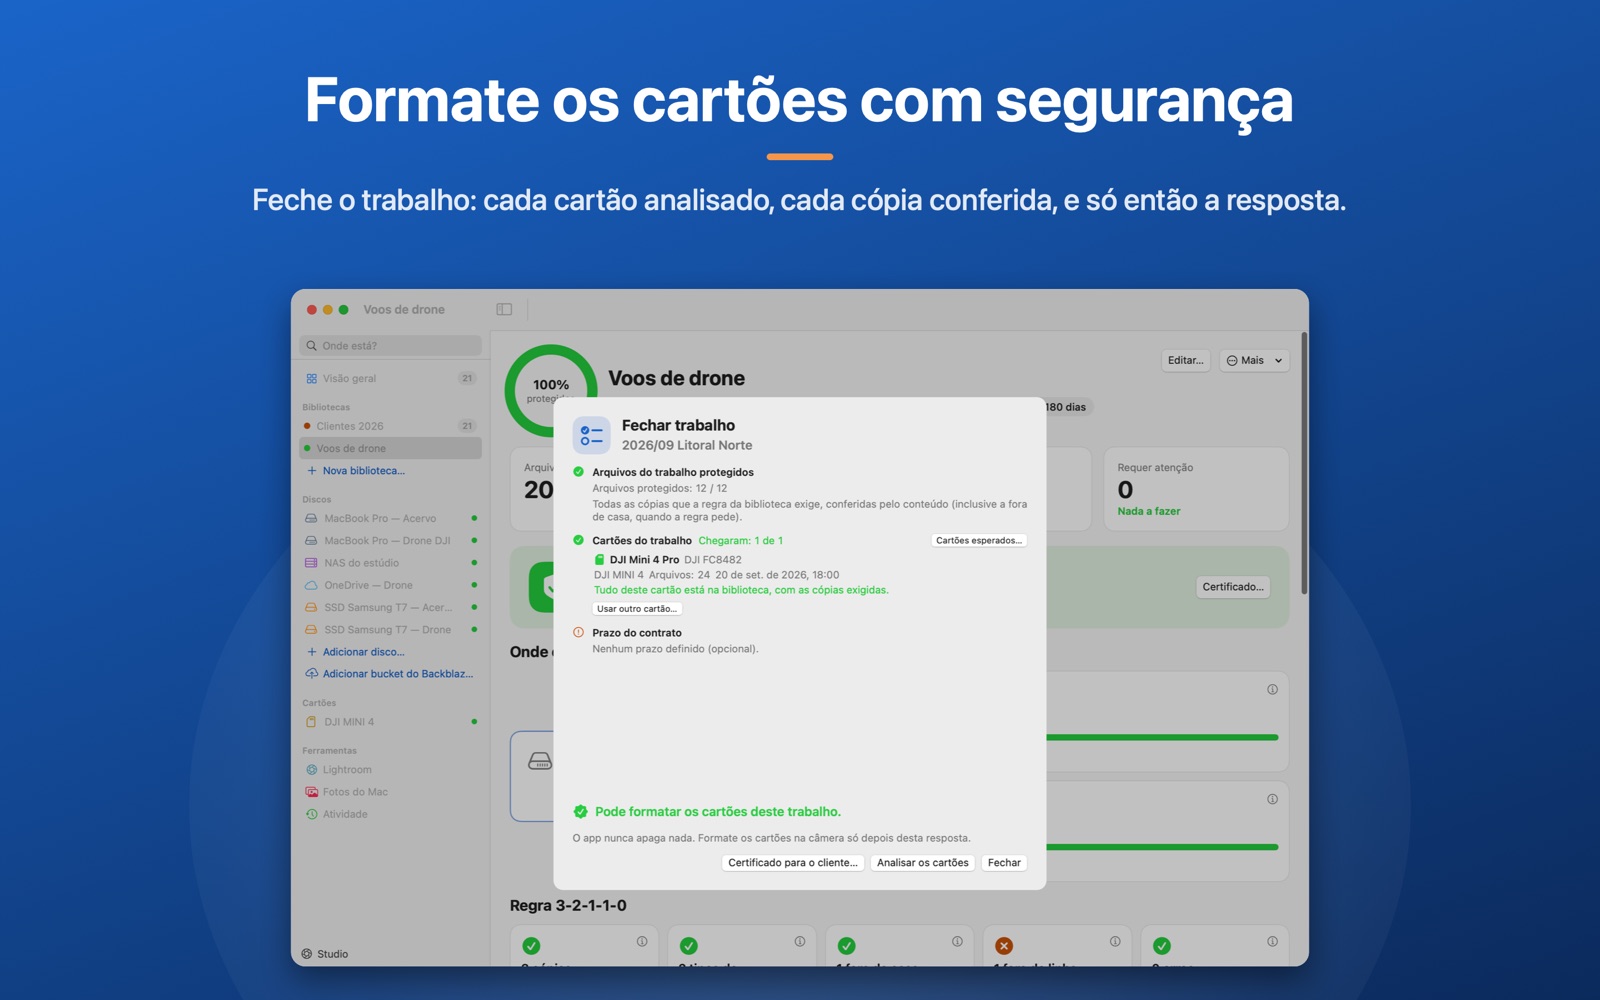 Formate os cartões com segurança
Feche o trabalho: cada cartão analisado, cada cópia conferida, e só então a resposta.
Voos de drone
Onde está?
Visão geral
21
Bibliotecas
Clientes 2026
21
Voos de drone
Nova biblioteca...
Discos
MacBook Pro — Acervo
MacBook Pro — Drone DJI
NAS do estúdio
OneDrive — Drone
SSD Samsung T7 — Acer...
SSD Samsung T7 — Drone
Adicionar disco...
Adicionar bucket do Backblaz...
Cartões
DJI MINI 4
Ferramentas
Lightroom
Fotos do Mac
Atividade
Studio
100%
Voos de drone
Editar...
Mais
180 dias
20
Requer atenção
0
Nada a fazer
Certificado...
Fechar trabalho
2026/09 Litoral Norte
Arquivos do trabalho protegidos
Arquivos protegidos: 12 / 12
Todas as cópias que a regra da biblioteca exige, conferidas pelo conteúdo (inclusive a fora
de casa, quando a regra pede).
Cartões do trabalho Chegaram: 1 de 1
Cartões esperados...
DJI Mini 4 Pro DJI FC8482
DJI MINI 4 Arquivos: 24 20 de set. de 2026, 18:00
Tudo deste cartão está na biblioteca, com as cópias exigidas.
Usar outro cartão...
Prazo do contrato
Nenhum prazo definido (opcional).
Pode formatar os cartões deste trabalho.
O app nunca apaga nada. Formate os cartões na câmera só depois desta resposta.
Certificado para o cliente...
Analisar os cartões
Fechar
Onde
Regra 3-2-1-1-0